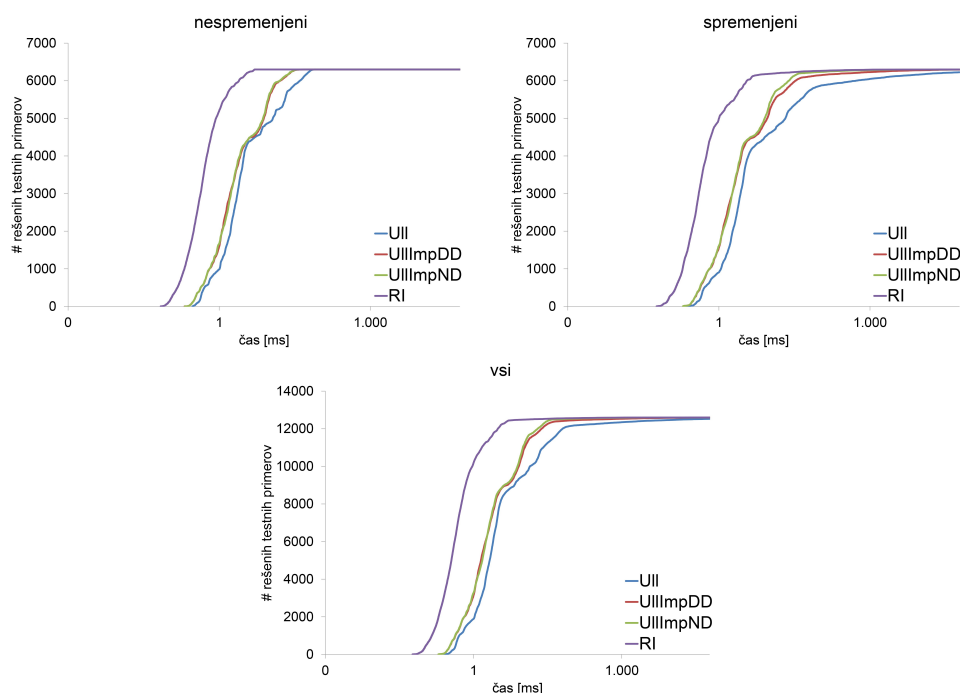 nespremenjeni
# rešenih testnih primerov
7000
6000
5000
4000
3000
2000
1000
0
0
1
1.000
čas [ms]
Ull
UllImpDD
UllImpND
RI
spremenjeni
# rešenih testnih primerov
7000
6000
5000
4000
3000
2000
1000
0
0
1
1.000
čas [ms]
Ull
UllImpDD
UllImpND
RI
vsi
# rešenih testnih primerov
14000
12000
10000
8000
6000
4000
2000
0
0
1
1.000
čas [ms]
Ull
UllImpDD
UllImpND
RI